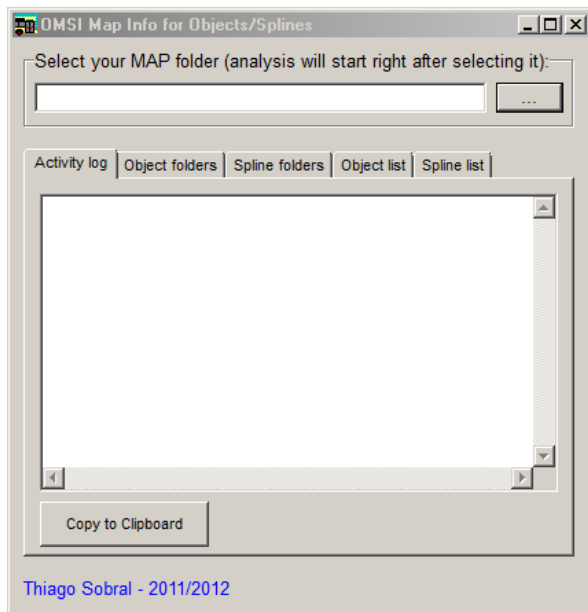 OMSI Map Info for Objects/Splines
Select your MAP folder (analysis will start right after selecting it):
...
Activity log Object folders Spline folders Object list Spline list
Copy to Clipboard
Thiago Sobral - 2011/2012